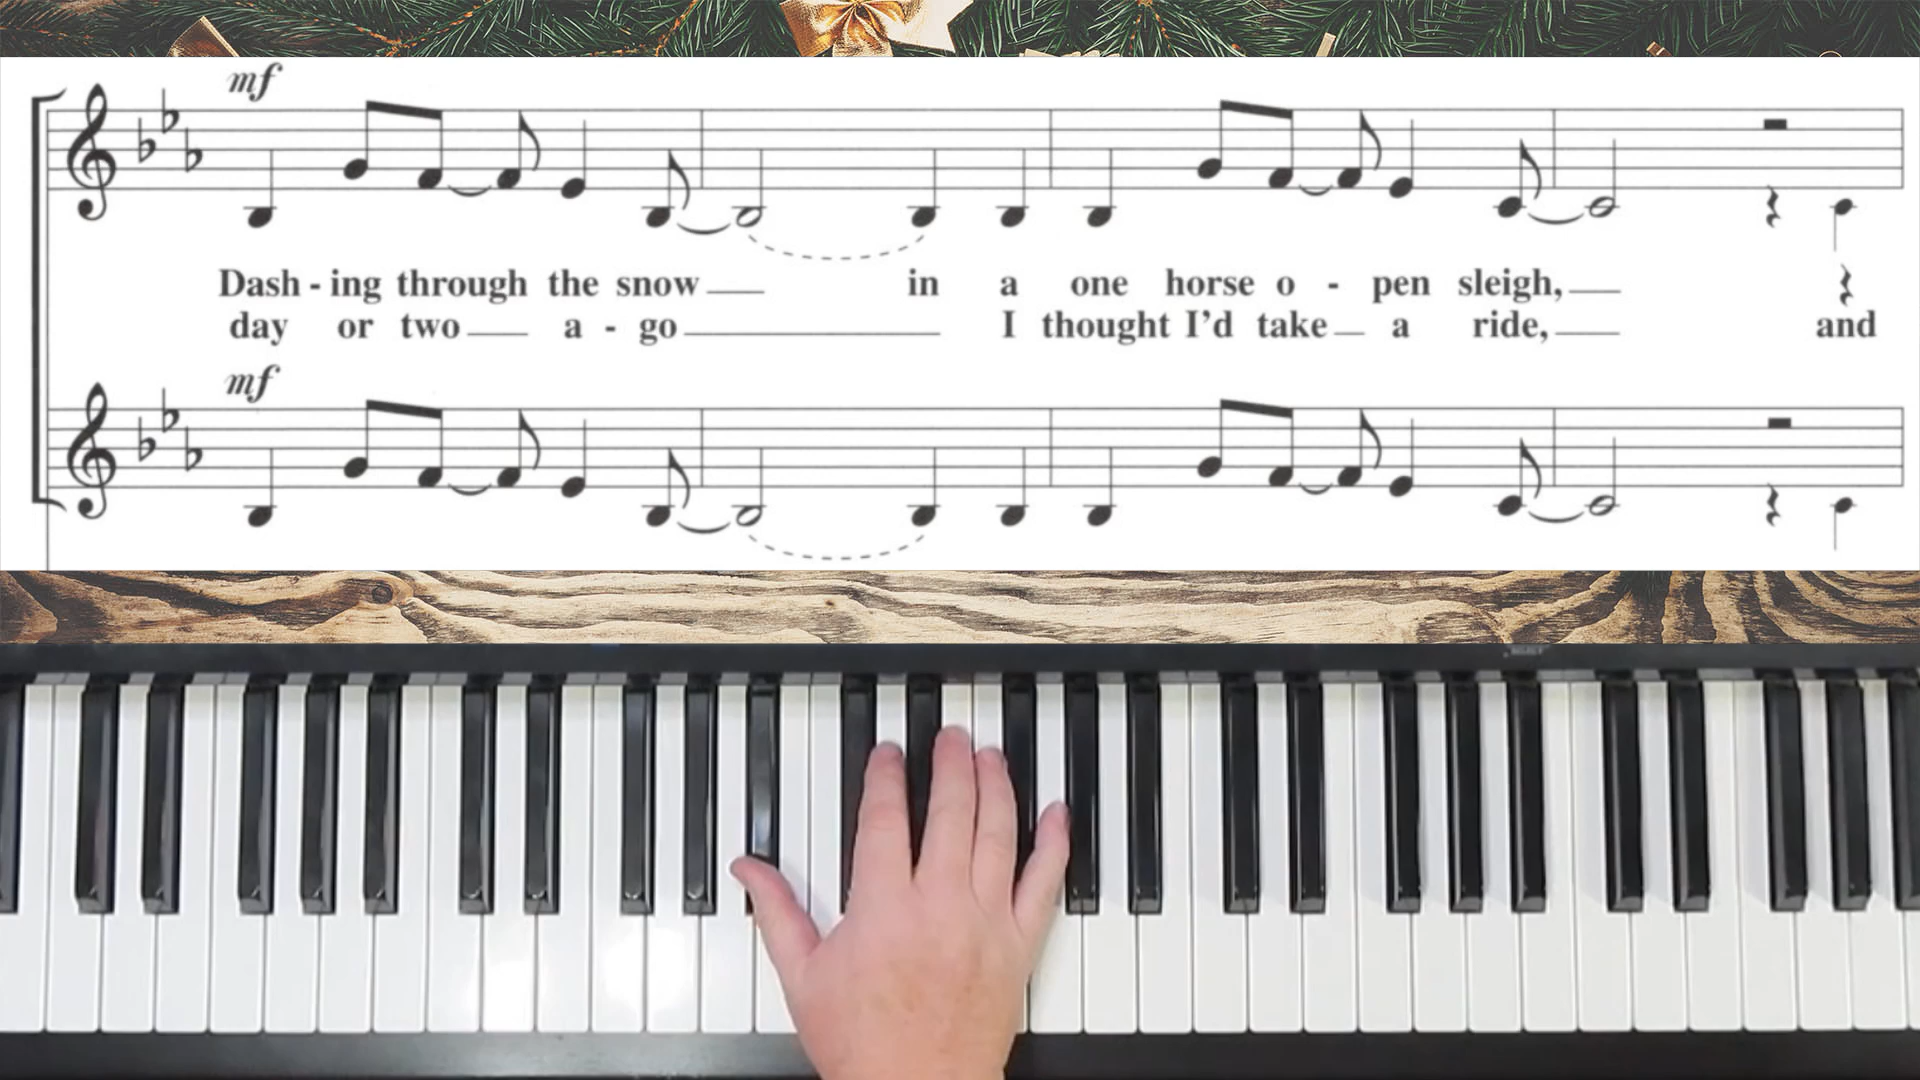 mf
Dash - ing through the snow in a one horse o - pen sleigh,
day or two a - go I thought I'd take a ride, and
mf